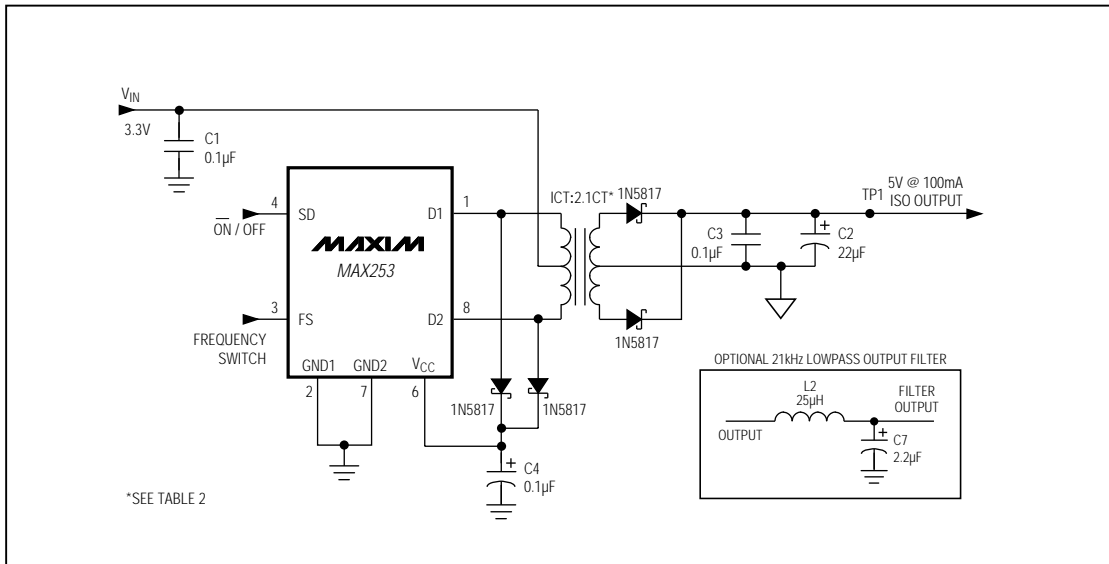 VIN
3.3V
C1
0.1µF
4
SD
ON / OFF
MAXIM
MAX253
3
FS
FREQUENCY
SWITCH
GND1
GND2
VCC
2
7
6
D1
1
D2
8
ICT:2.1CT*
1N5817
1N5817
1N5817
1N5817
C4
0.1µF
C3
0.1µF
C2
22µF
TP1
5V @ 100mA
ISO OUTPUT
+
+
OPTIONAL 21kHz LOWPASS OUTPUT FILTER
L2
25µH
OUTPUT
FILTER
OUTPUT
+
C7
2.2µF
*SEE TABLE 2